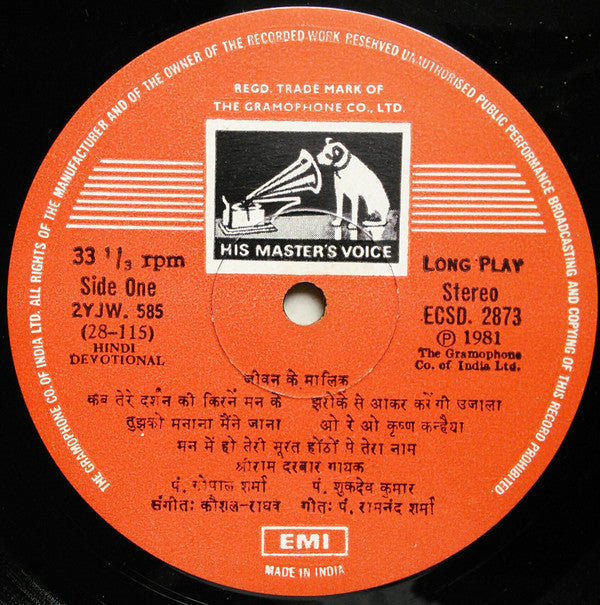 THE GRAMOPHONE CO. OF INDIA LTD. ALL RIGHTS OF THE MANUFACTURER AND OF THE OWNER OF THE RECORDED WORK RESERVED UNAUTHORISED PUBLIC PERFORMANCE BROADCASTING AND COPYING OF THIS RECORD PROHIBITED.
REGD. TRADE MARK OF
THE GRAMOPHONE CO., LTD.
HIS MASTER'S VOICE
33 1/3 rpm
Side One
2YJW. 585
(28-115)
HINDI
DEVOTIONAL
LONG PLAY
Stereo
ECSD. 2873
Ⓟ 1981
The Gramophone
Co. of India Ltd.
जीवन के मालिक
कब तेरे दर्शन की किरनें मन के झरोके से आकर करेंगी उजाला
तुझको मनाना मैंने जाना ओ रे ओ कृष्ण कन्हैया
मन में हो तेरी मूरत होंठों पे तेरा नाम
श्रीराम दरबार गायक
पं. गोपाल शर्मा पं. शुकदेव कुमार
संगीतः कौशल-राघव गीतः पं. रामनंद शर्मा
EMI
MADE IN INDIA